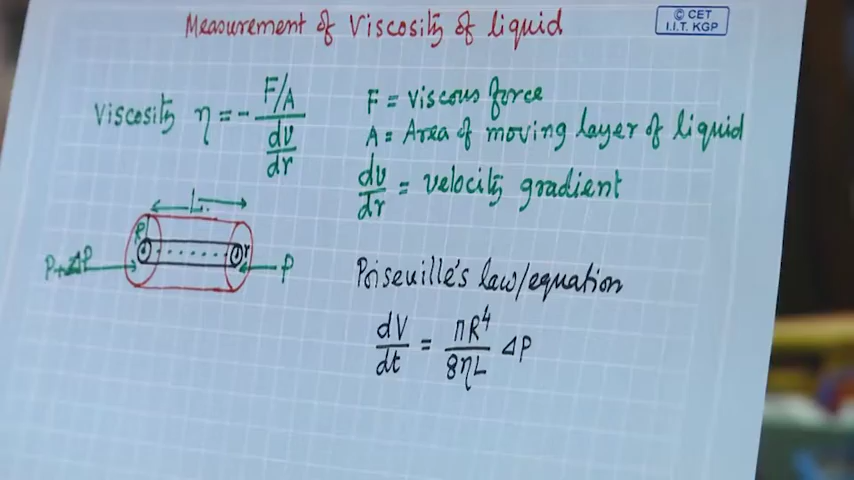 Measurement of Viscosity of liquid
© CET
I.I.T. KGP
Viscosity η = - F/A / dv/dr
F = Viscous force
A = Area of moving layer of liquid
dv/dr = velocity gradient
L
R
r
P+ΔP
P
Poiseuille's law/equation
dV/dt = πR⁴/8ηL ΔP